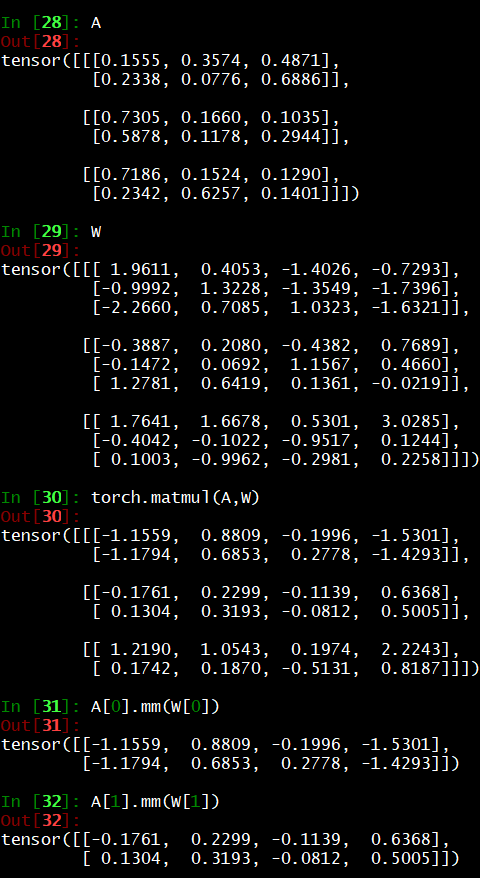 In [28]: A
Out[28]:
tensor([[[0.1555, 0.3574, 0.4871],
         [0.2338, 0.0776, 0.6886]],

        [[0.7305, 0.1660, 0.1035],
         [0.5878, 0.1178, 0.2944]],

        [[0.7186, 0.1524, 0.1290],
         [0.2342, 0.6257, 0.1401]]])

In [29]: W
Out[29]:
tensor([[[ 1.9611,  0.4053, -1.4026, -0.7293],
         [-0.9992,  1.3228, -1.3549, -1.7396],
         [-2.2660,  0.7085,  1.0323, -1.6321]],

        [[-0.3887,  0.2080, -0.4382,  0.7689],
         [-0.1472,  0.0692,  1.1567,  0.4660],
         [ 1.2781,  0.6419,  0.1361, -0.0219]],

        [[ 1.7641,  1.6678,  0.5301,  3.0285],
         [-0.4042, -0.1022, -0.9517,  0.1244],
         [ 0.1003, -0.9962, -0.2981,  0.2258]]])

In [30]: torch.matmul(A,W)
Out[30]:
tensor([[[-1.1559,  0.8809, -0.1996, -1.5301],
         [-1.1794,  0.6853,  0.2778, -1.4293]],

        [[-0.1761,  0.2299, -0.1139,  0.6368],
         [ 0.1304,  0.3193, -0.0812,  0.5005]],

        [[ 1.2190,  1.0543,  0.1974,  2.2243],
         [ 0.1742,  0.1870, -0.5131,  0.8187]]])

In [31]: A[0].mm(W[0])
Out[31]:
tensor([[-1.1559,  0.8809, -0.1996, -1.5301],
        [-1.1794,  0.6853,  0.2778, -1.4293]])

In [32]: A[1].mm(W[1])
Out[32]:
tensor([[-0.1761,  0.2299, -0.1139,  0.6368],
        [ 0.1304,  0.3193, -0.0812,  0.5005]])